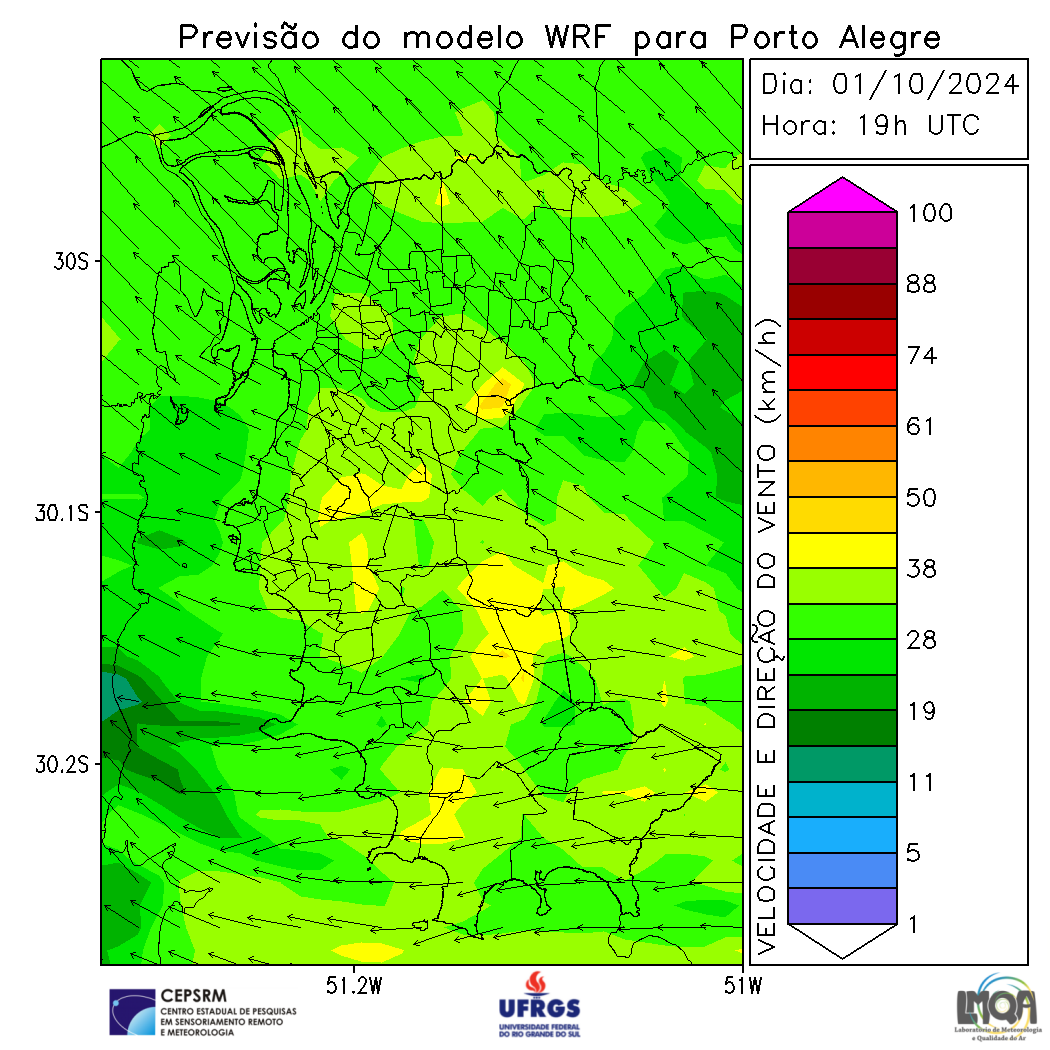 Previsão do modelo WRF para Porto Alegre
Dia: 01/10/2024
Hora: 19h UTC
30S
30.1S
30.2S
51.2W
51W
VELOCIDADE E DIREÇÃO DO VENTO (km/h)
100
88
74
61
50
38
28
19
11
5
1
CEPSRM
CENTRO ESTADUAL DE PESQUISAS
EM SENSORIAMENTO REMOTO
E METEOROLOGIA
UFRGS
UNIVERSIDADE FEDERAL
DO RIO GRANDE DO SUL
LMQA
Laboratório de Meteorologia
e Qualidade do Ar